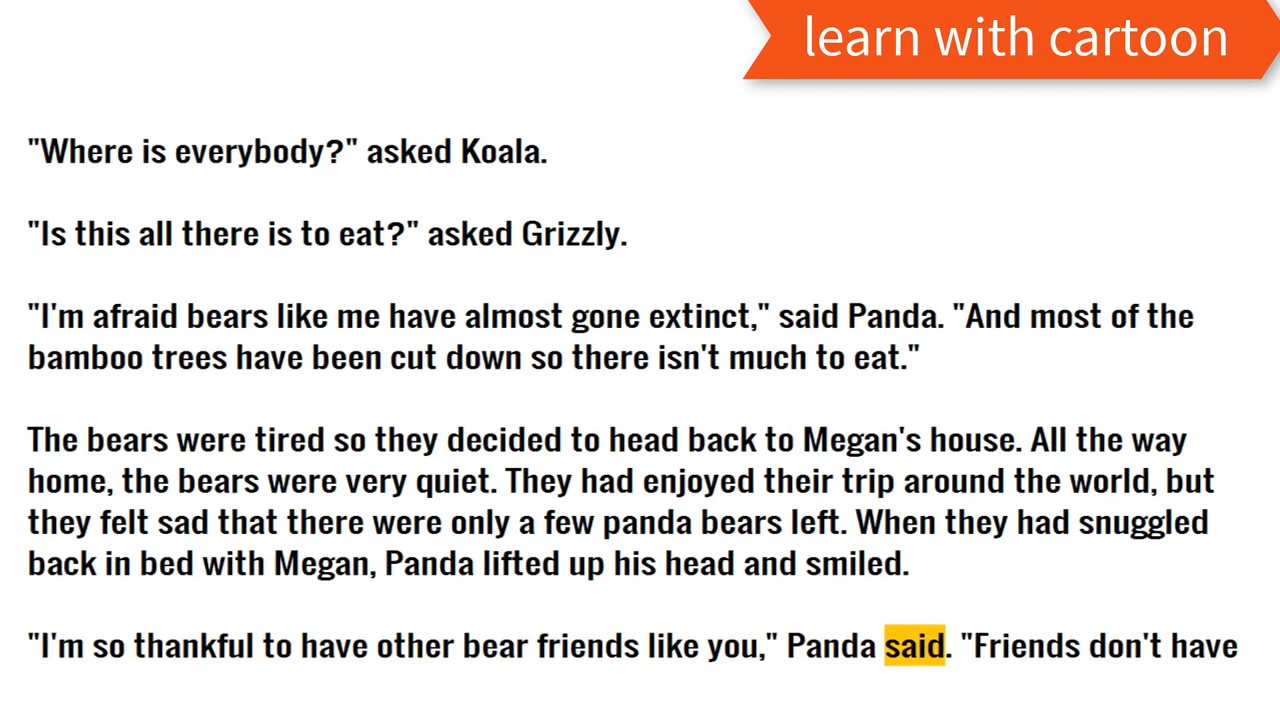 learn with cartoon
"Where is everybody?" asked Koala.
"Is this all there is to eat?" asked Grizzly.
"I'm afraid bears like me have almost gone extinct," said Panda. "And most of the
bamboo trees have been cut down so there isn't much to eat."
The bears were tired so they decided to head back to Megan's house. All the way
home, the bears were very quiet. They had enjoyed their trip around the world, but
they felt sad that there were only a few panda bears left. When they had snuggled
back in bed with Megan, Panda lifted up his head and smiled.
"I'm so thankful to have other bear friends like you," Panda said. "Friends don't have